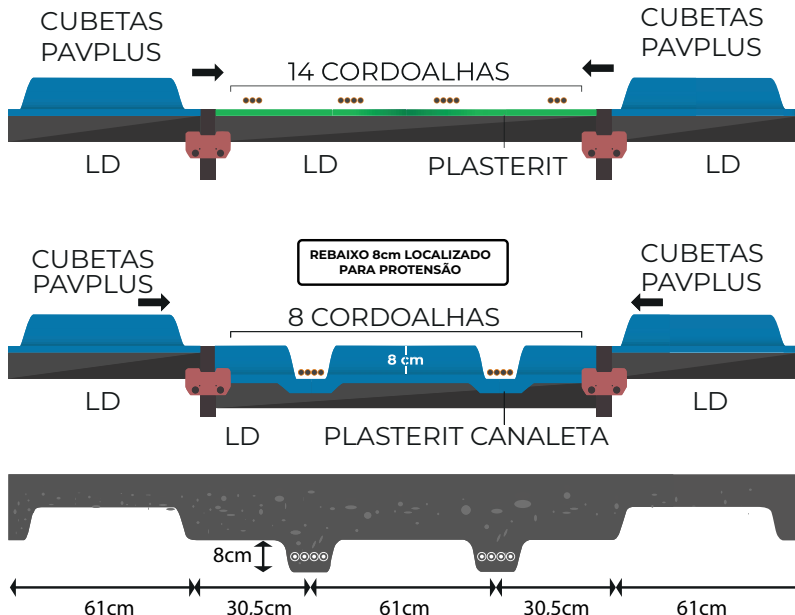 CUBETAS
PAVPLUS
CUBETAS
PAVPLUS
14 CORDOALHAS
LD
LD
PLASTERIT
LD
CUBETAS
PAVPLUS
REBAIXO 8cm LOCALIZADO
PARA PROTENSÃO
CUBETAS
PAVPLUS
8 CORDOALHAS
8 cm
LD
LD
PLASTERIT CANALETA
LD
8cm
61cm
30,5cm
61cm
30,5cm
61cm